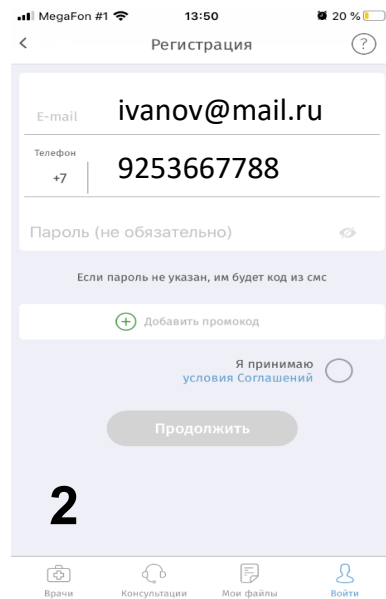 MegaFon #1 13:50 20 %
Регистрация ?
E-mail ivanov@mail.ru
Телефон
+7 9253667788
Пароль (не обязательно)
Если пароль не указан, им будет код из смс
Добавить промокод
Я принимаю
условия Соглашений
Продолжить
2
Врачи Консультации Мои файлы Войти